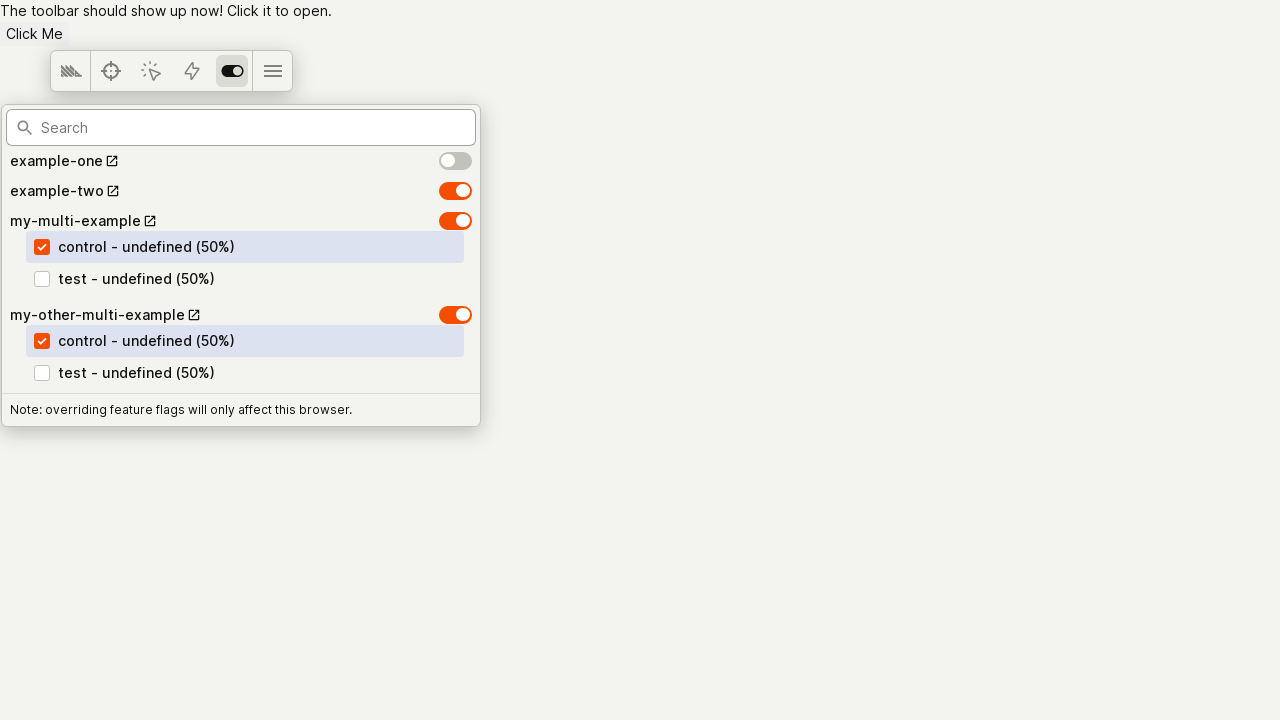 The toolbar should show up now! Click it to open.
Click Me
Search
example-one
example-two
my-multi-example
control - undefined (50%)
test - undefined (50%)
my-other-multi-example
control - undefined (50%)
test - undefined (50%)
Note: overriding feature flags will only affect this browser.